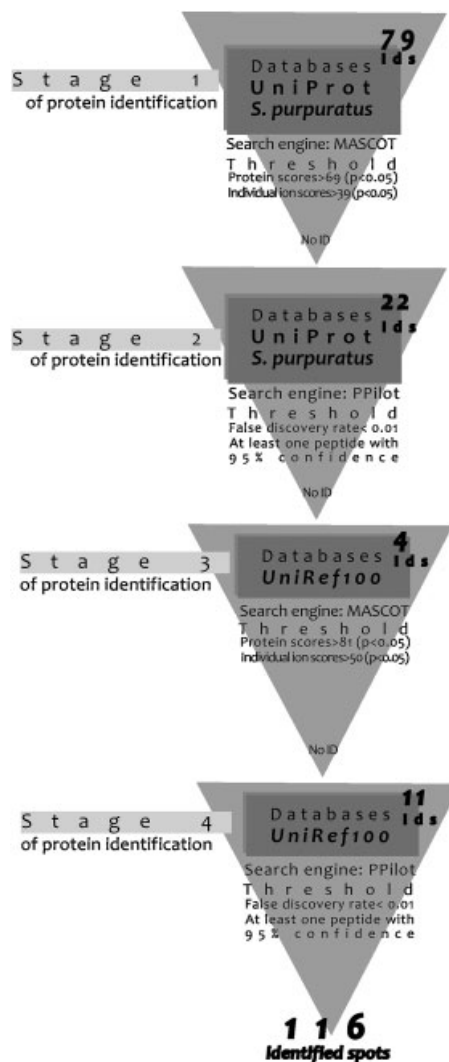 79
Ids
Databases
UniProt
S. purpuratus
Stage 1
of protein identification
Search engine: MASCOT
Threshold
Protein scores>69 (p<0.05)
Individual ion scores>39 (p<0.05)
No ID
22
Ids
Databases
UniProt
S. purpuratus
Stage 2
of protein identification
Search engine: PPilot
Threshold
False discovery rate< 0.01
At least one peptide with
95% confidence
No ID
4
Ids
Databases
UniRef100
Stage 3
of protein identification
Search engine: MASCOT
Threshold
Protein scores>81 (p<0.05)
Individual ion scores>50 (p<0.05)
No ID
11
Ids
Databases
UniRef100
Stage 4
of protein identification
Search engine: PPilot
Threshold
False discovery rate< 0.01
At least one peptide with
95% confidence
116
Identified spots